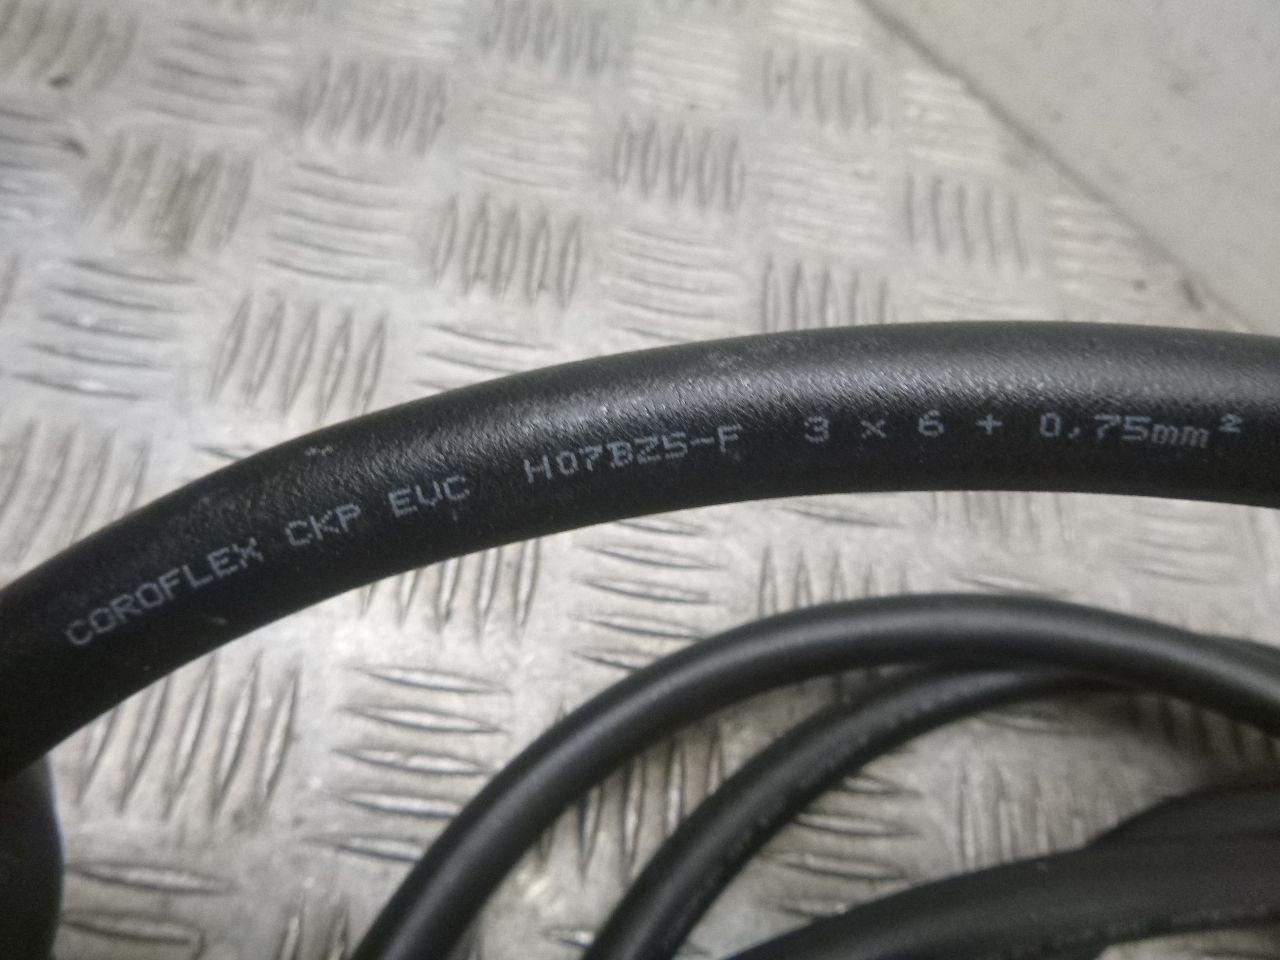 COROFLEX CKP EVC H07BZ5-F 3 x 6 + 0,75mm²